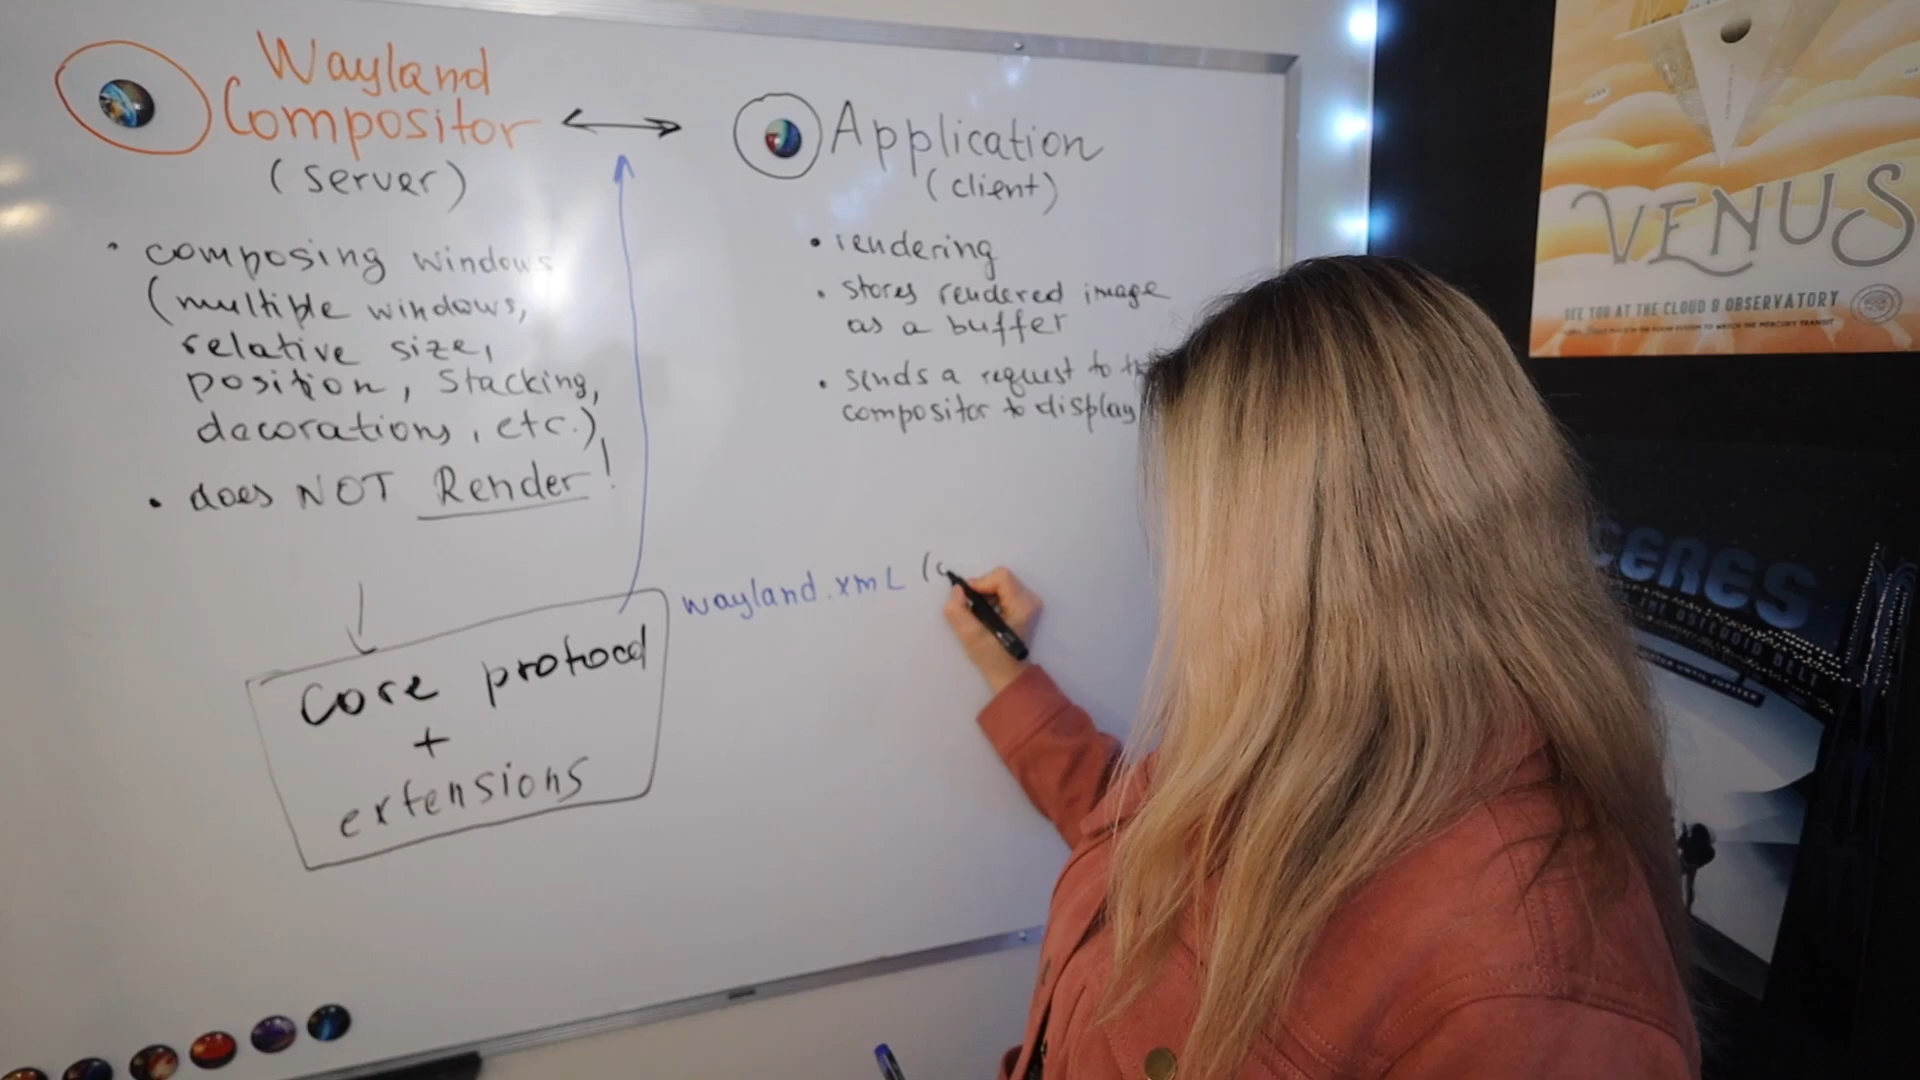 Wayland
Compositor
(server)
• composing windows
(multiple windows,
relative size,
position, stacking,
decorations, etc.)
• does NOT Render!
Application
(client)
• rendering
• stores rendered image
as a buffer
• sends a request to
compositor to display
wayland.xml (
core protocol
+
extensions
VENUS
SEE YOU AT THE CLOUD 9 OBSERVATORY
CERES